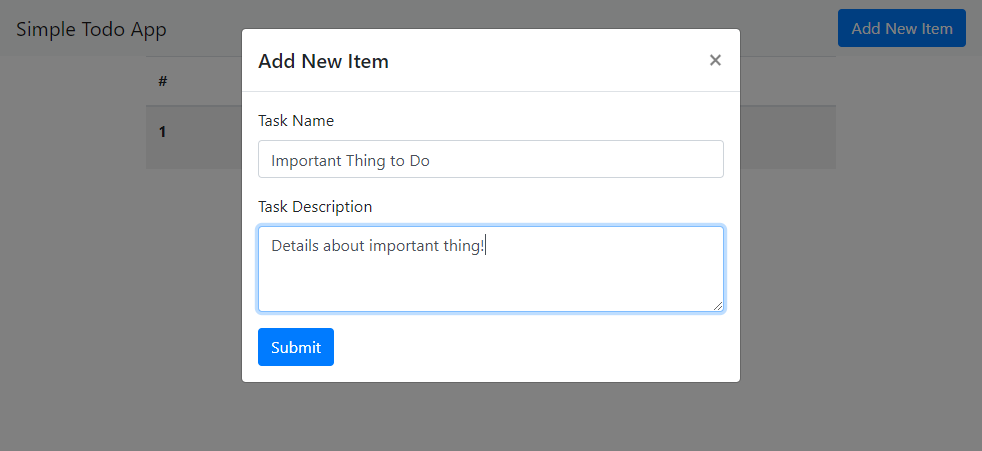 Simple Todo App
Add New Item
Add New Item
×
#
Task Name
1
Important Thing to Do
Task Description
Details about important thing!
Submit